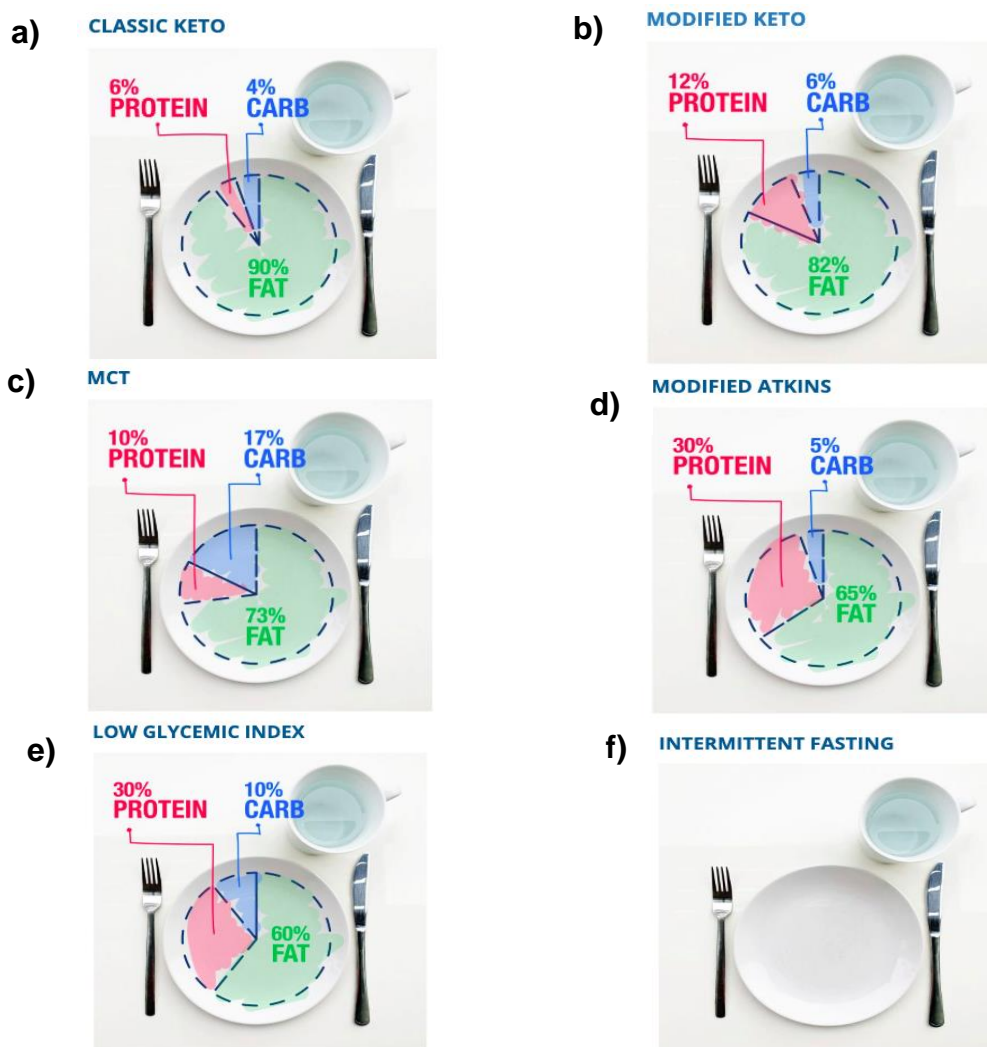 a)
CLASSIC KETO
6%
PROTEIN
4%
CARB
90%
FAT
b)
MODIFIED KETO
12%
PROTEIN
6%
CARB
82%
FAT
c)
MCT
10%
PROTEIN
17%
CARB
73%
FAT
d)
MODIFIED ATKINS
30%
PROTEIN
5%
CARB
65%
FAT
e)
LOW GLYCEMIC INDEX
30%
PROTEIN
10%
CARB
60%
FAT
f)
INTERMITTENT FASTING